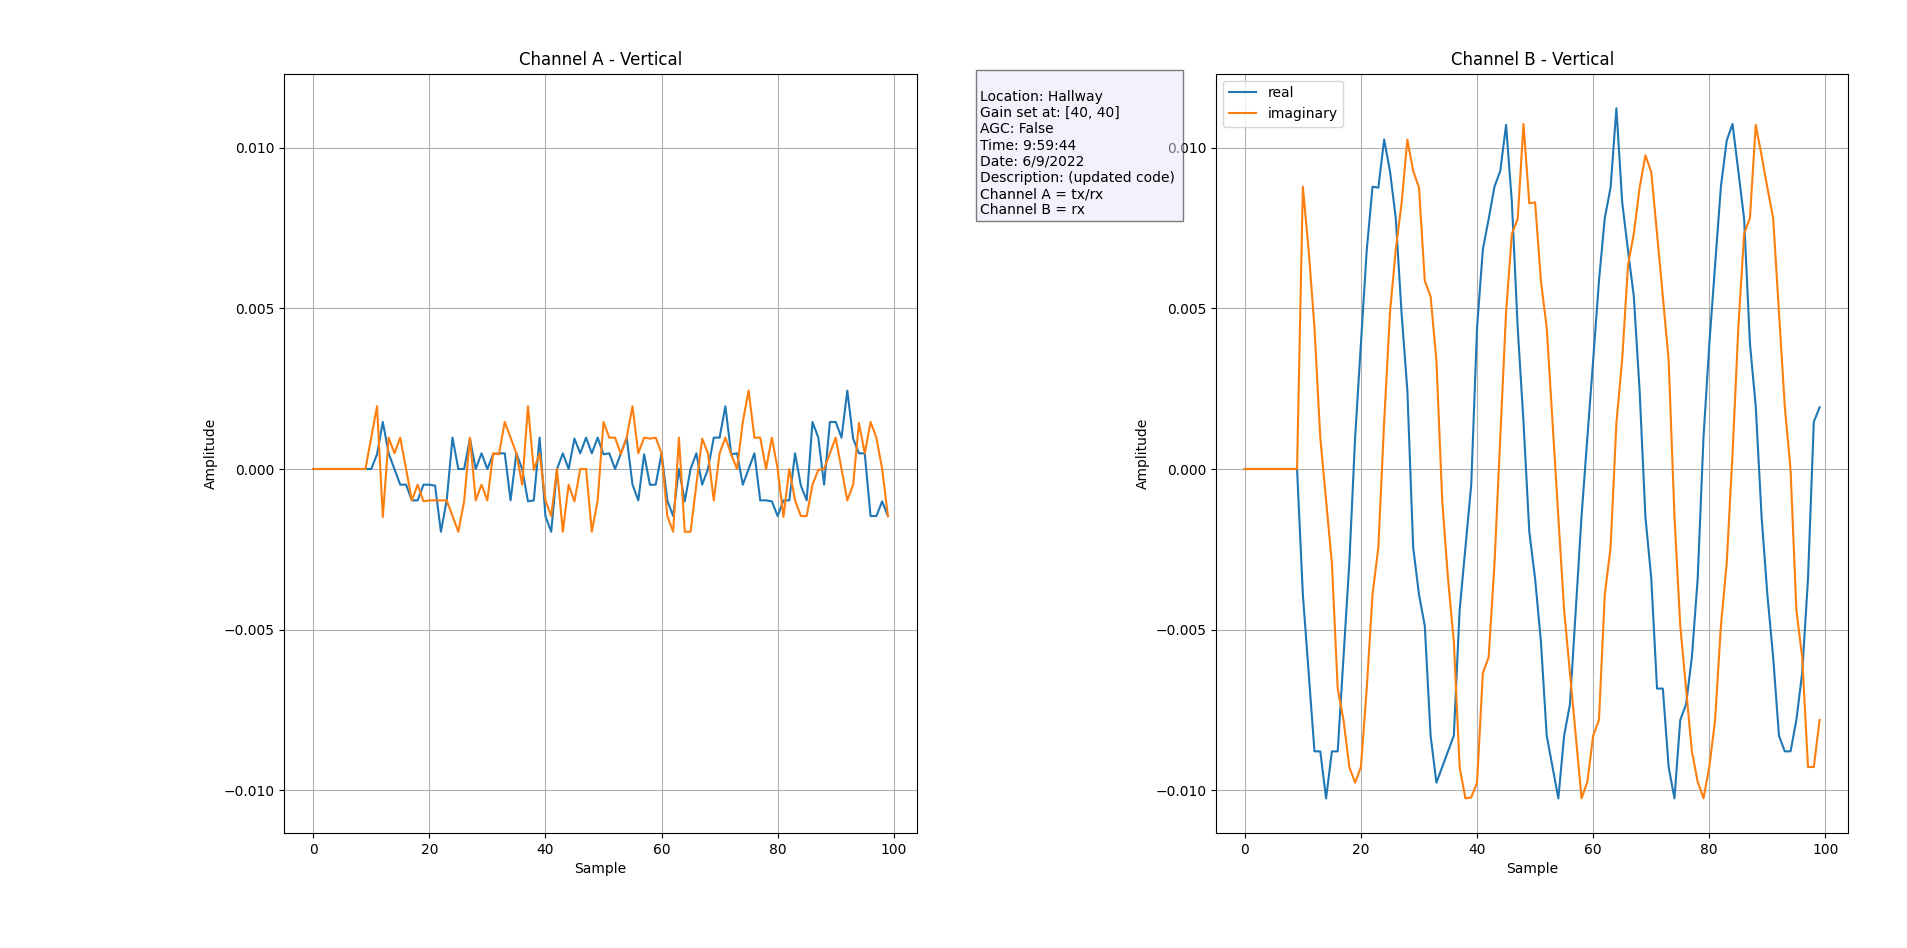 Channel A - Vertical
Amplitude
0.010
0.005
0.000
−0.005
−0.010
0 20 40 60 80 100
Sample
Location: Hallway
Gain set at: [40, 40]
AGC: False
Time: 9:59:44
Date: 6/9/2022
Description: (updated code)
Channel A = tx/rx
Channel B = rx
Channel B - Vertical
real
imaginary
Amplitude
0.010
0.005
0.000
−0.005
−0.010
0 20 40 60 80 100
Sample